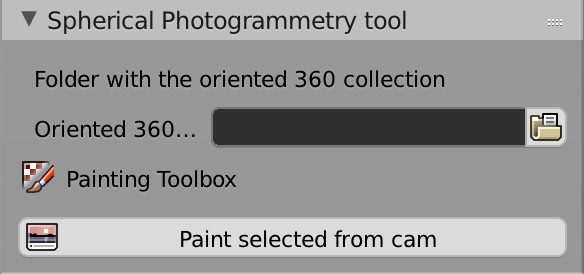 Spherical Photogrammetry tool
Folder with the oriented 360 collection
Oriented 360...
Painting Toolbox
Paint selected from cam